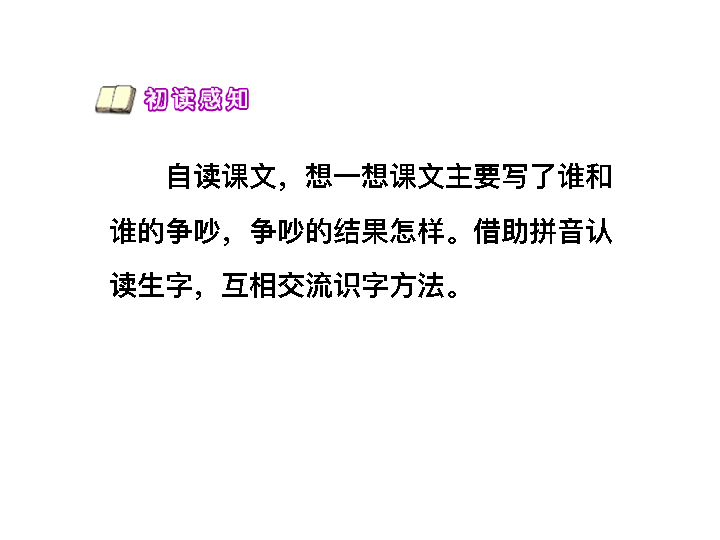 初读感知
自读课文，想一想课文主要写了谁和
谁的争吵，争吵的结果怎样。借助拼音认
读生字，互相交流识字方法。